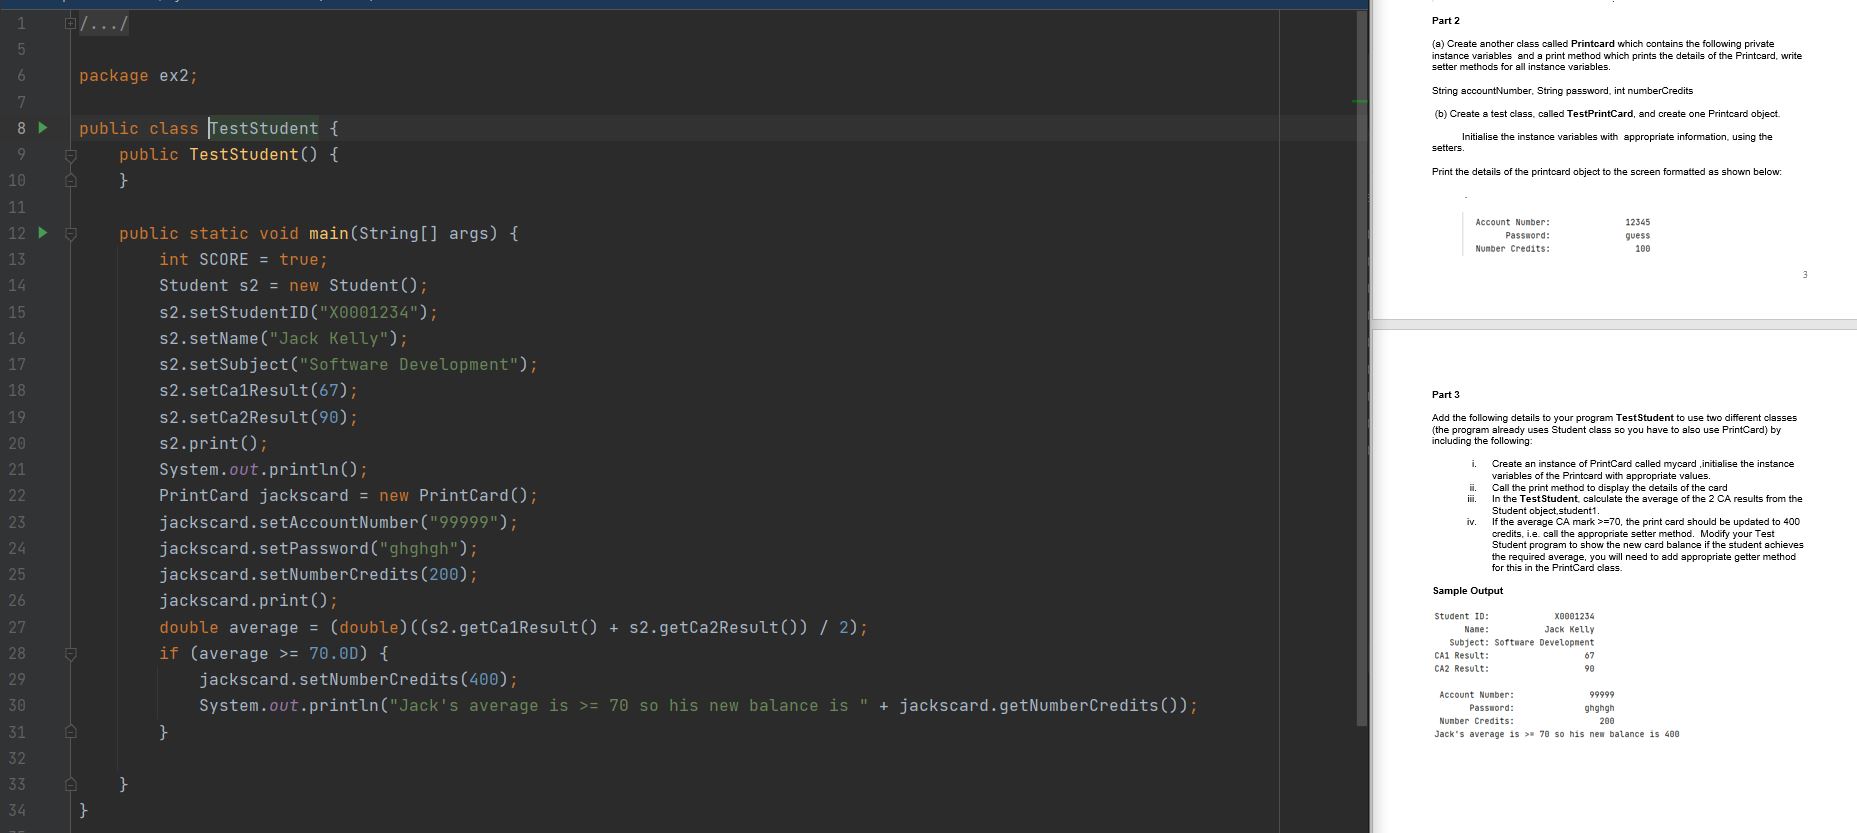 1 /.../
5
6 package ex2;
7
8 public class TestStudent {
9 public TestStudent() {
10 }
11
12 public static void main(String[] args) {
13 int SCORE = true;
14 Student s2 = new Student();
15 s2.setStudentID("X0001234");
16 s2.setName("Jack Kelly");
17 s2.setSubject("Software Development");
18 s2.setCa1Result(67);
19 s2.setCa2Result(90);
20 s2.print();
21 System.out.println();
22 PrintCard jackscard = new PrintCard();
23 jackscard.setAccountNumber("99999");
24 jackscard.setPassword("ghghgh");
25 jackscard.setNumberCredits(200);
26 jackscard.print();
27 double average = (double)((s2.getCa1Result() + s2.getCa2Result()) / 2);
28 if (average >= 70.0D) {
29 jackscard.setNumberCredits(400);
30 System.out.println("Jack's average is >= 70 so his new balance is " + jackscard.getNumberCredits());
31 }
32
33 }
34 }
Part 2
(a) Create another class called Printcard which contains the following private
instance variables and a print method which prints the details of the Printcard, write
setter methods for all instance variables.
String accountNumber, String password, int numberCredits
(b) Create a test class, called TestPrintCard, and create one Printcard object.
Initialise the instance variables with appropriate information, using the
setters.
Print the details of the printcard object to the screen formatted as shown below:
Account Number: 12345
Password: guess
Number Credits: 100
3
Part 3
Add the following details to your program TestStudent to use two different classes
(the program already uses Student class so you have to also use PrintCard) by
including the following:
i. Create an instance of PrintCard called mycard ,initialise the instance
variables of the Printcard with appropriate values.
ii. Call the print method to display the details of the card
iii. In the TestStudent, calculate the average of the 2 CA results from the
Student object,student1.
iv. If the average CA mark >=70, the print card should be updated to 400
credits, i.e. call the appropriate setter method. Modify your Test
Student program to show the new card balance if the student achieves
the required average, you will need to add appropriate getter method
for this in the PrintCard class.
Sample Output
Student ID: X0001234
Name: Jack Kelly
Subject: Software Development
CA1 Result: 67
CA2 Result: 90
Account Number: 99999
Password: ghghgh
Number Credits: 200
Jack's average is >= 70 so his new balance is 400